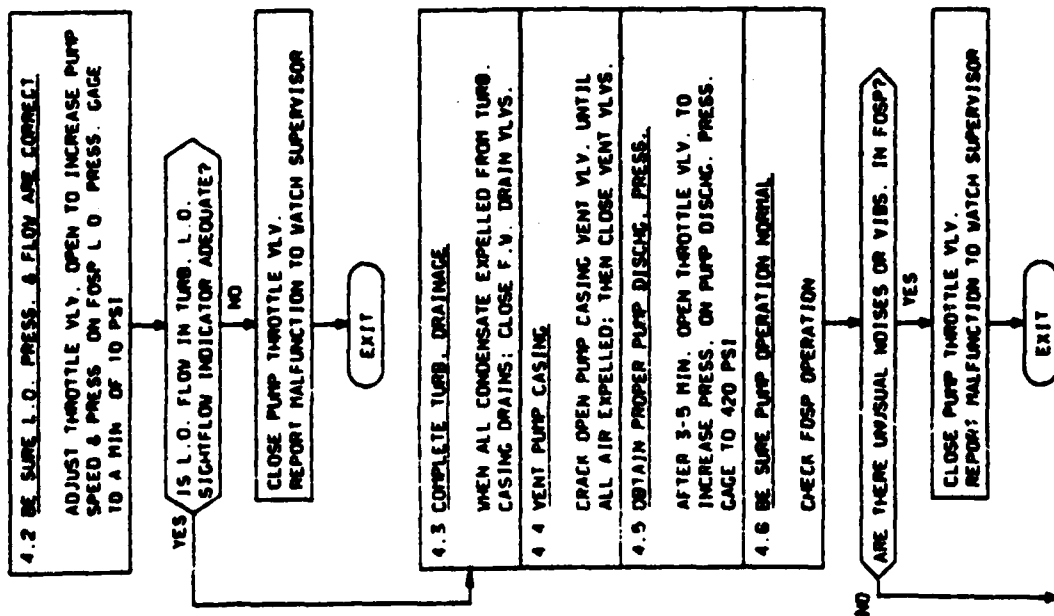 4.2 BE SURE L.O. PRESS. & FLOW ARE CORRECT
ADJUST THROTTLE VLV. OPEN TO INCREASE PUMP
SPEED & PRESS ON FOSP L O PRESS. GAGE
TO A MIN OF 10 PSI
IS L.O. FLOW IN TURB. L.O.
SIGHTFLOW INDICATOR ADEQUATE?
YES
NO
CLOSE PUMP THROTTLE VLV.
REPORT MALFUNCTION TO WATCH SUPERVISOR
EXIT
4.3 COMPLETE TURB. DRAINAGE
WHEN ALL CONDENSATE EXPELLED FROM TURB.
CASING DRAINS; CLOSE F.W. DRAIN VLVS.
4 4 VENT PUMP CASING
CRACK OPEN PUMP CASING VENT VLV. UNTIL
ALL AIR EXPELLED; THEN CLOSE VENT VLVS.
4.5 OBTAIN PROPER PUMP DISCHG. PRESS.
AFTER 3-5 MIN. OPEN THROTTLE VLV. TO
INCREASE PRESS. ON PUMP DISCHG. PRESS.
GAGE TO 420 PSI
4.6 BE SURE PUMP OPERATION NORMAL
CHECK FOSP OPERATION
ARE THERE UNUSUAL NOISES OR VIBS. IN FOSP?
NO
YES
CLOSE PUMP THROTTLE VLV.
REPORT MALFUNCTION TO WATCH SUPERVISOR
EXIT